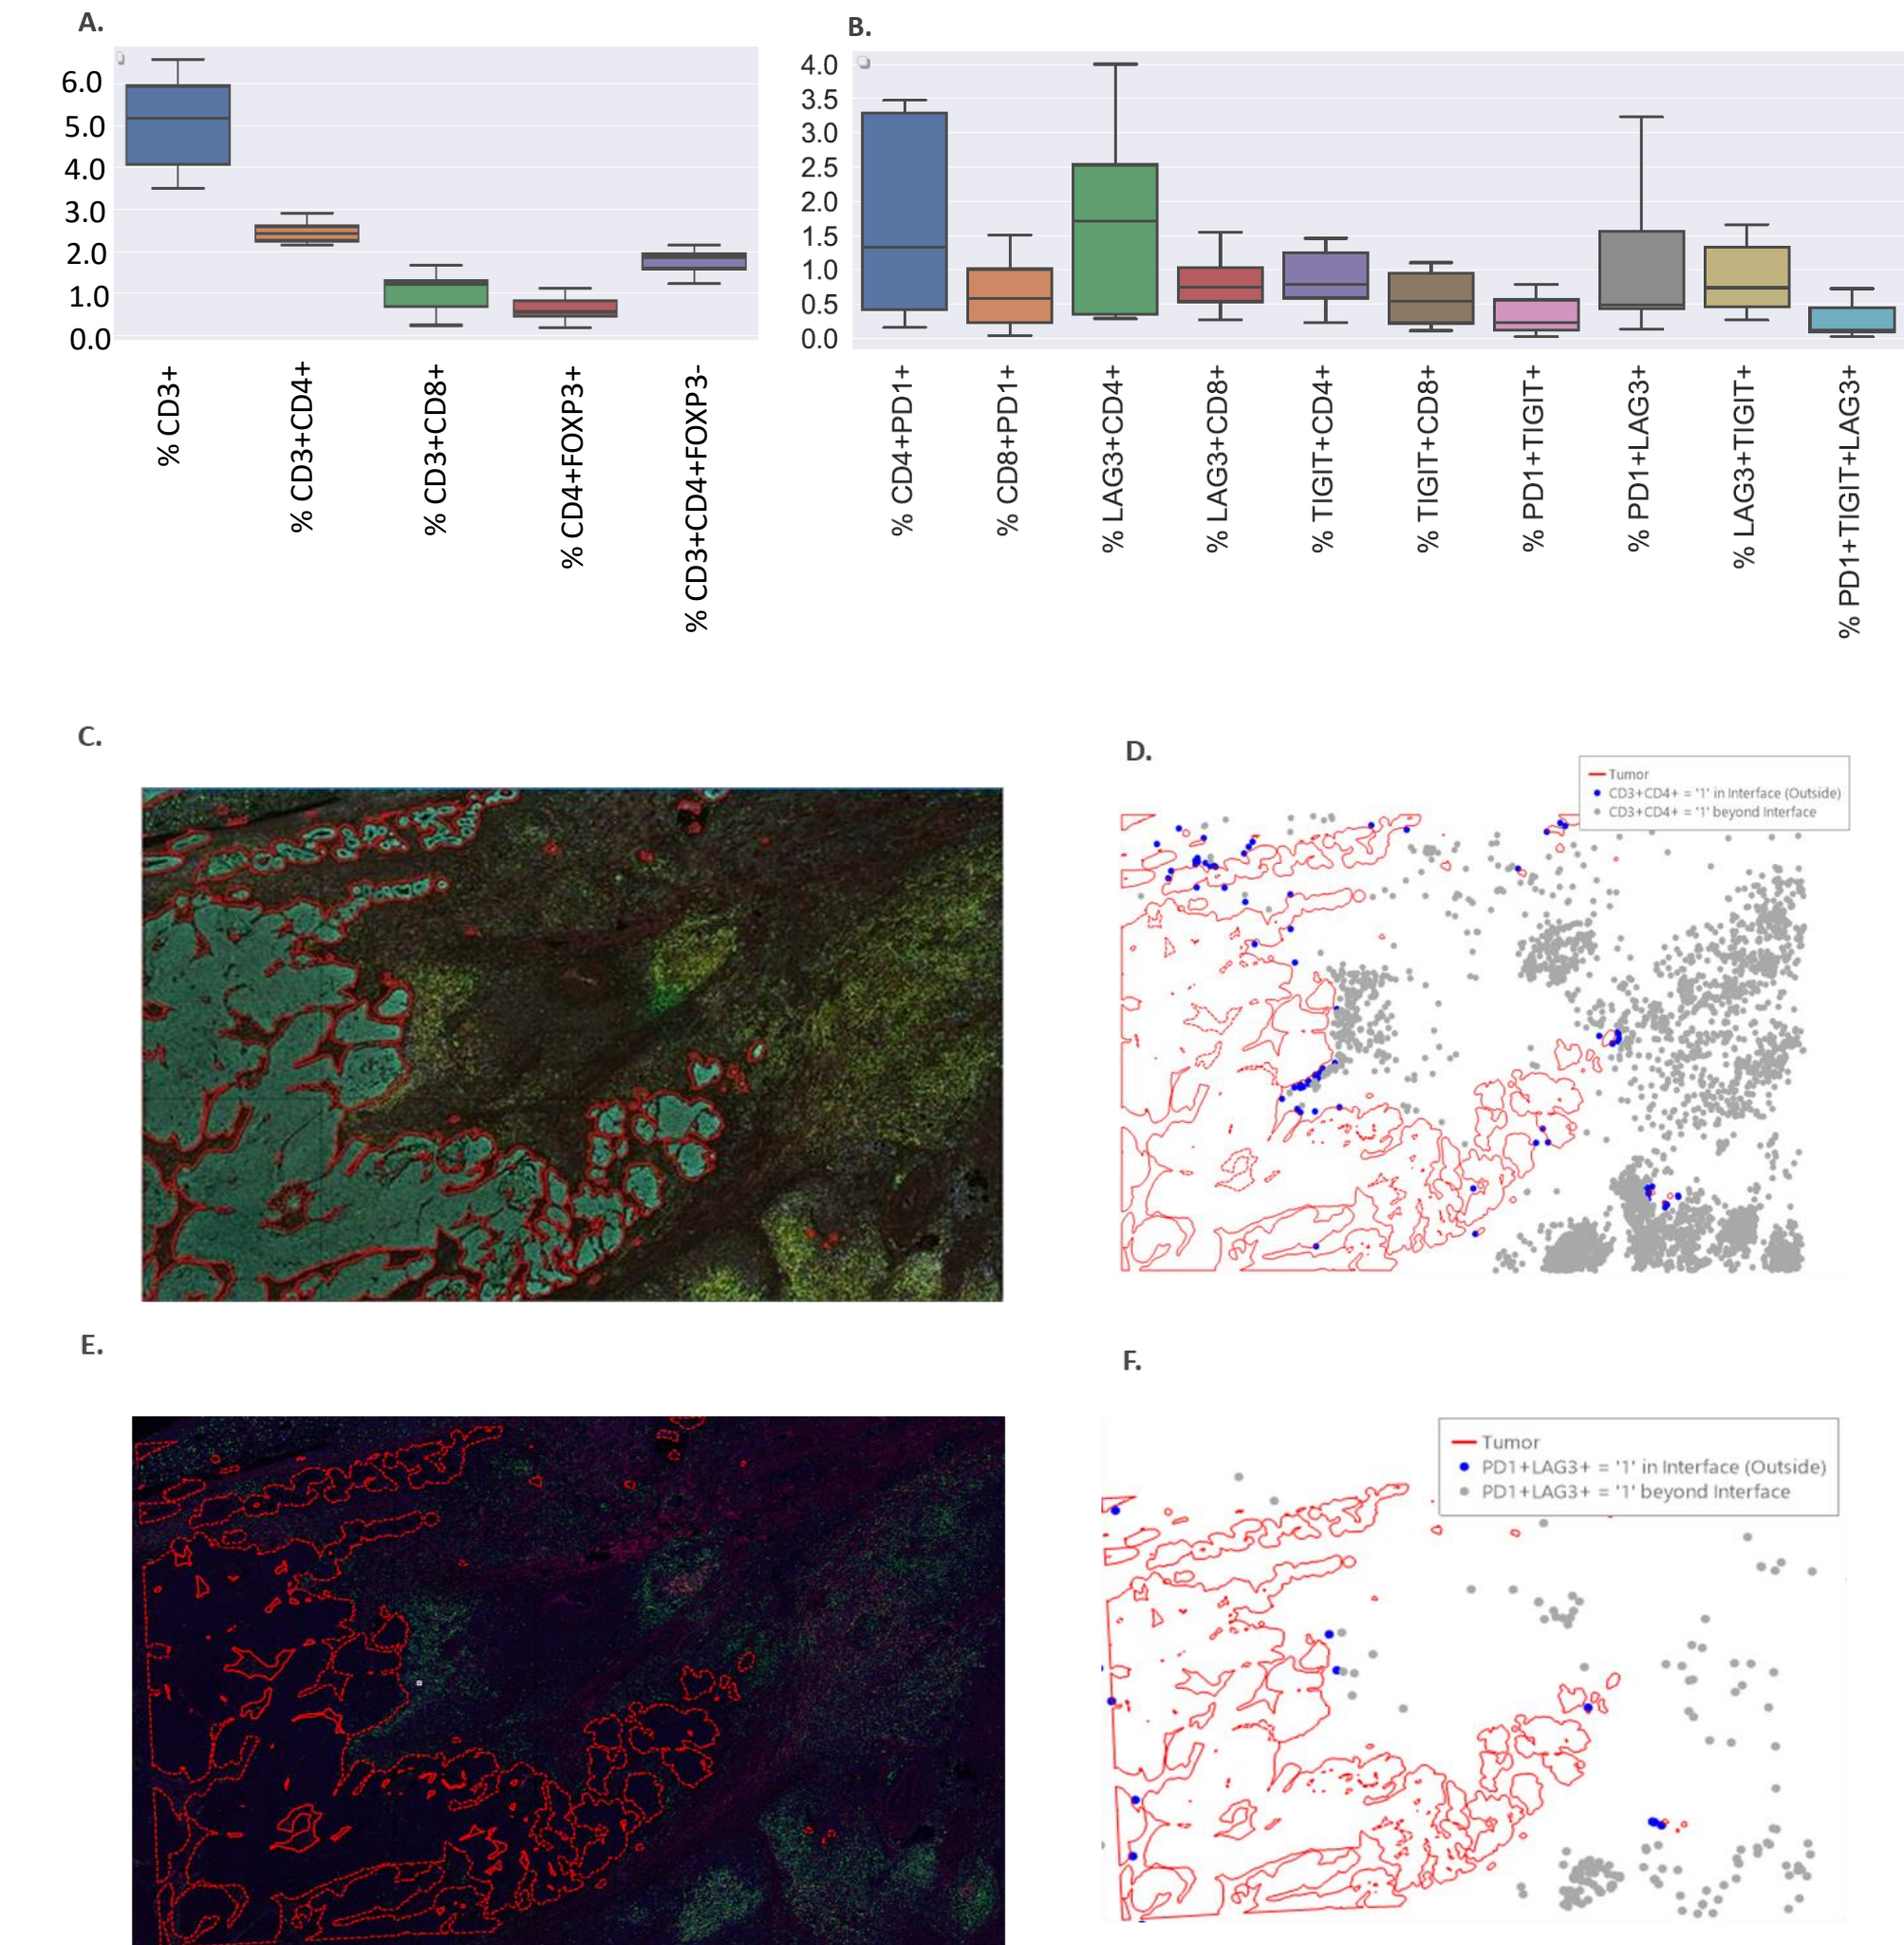 A.
6.0
5.0
4.0
3.0
2.0
1.0
0.0
% CD3+
% CD3+CD4+
% CD3+CD8+
% CD4+FOXP3+
% CD3+CD4+FOXP3-
B.
4.0
3.5
3.0
2.5
2.0
1.5
1.0
0.5
0.0
% CD4+PD1+
% CD8+PD1+
% LAG3+CD4+
% LAG3+CD8+
% TIGIT+CD4+
% TIGIT+CD8+
% PD1+TIGIT+
% PD1+LAG3+
% LAG3+TIGIT+
% PD1+TIGIT+LAG3+
C.
D.
Tumor
CD3+CD4+ = '1' in Interface (Outside)
CD3+CD4+ = '1' beyond Interface
E.
F.
Tumor
PD1+LAG3+ = '1' in Interface (Outside)
PD1+LAG3+ = '1' beyond Interface